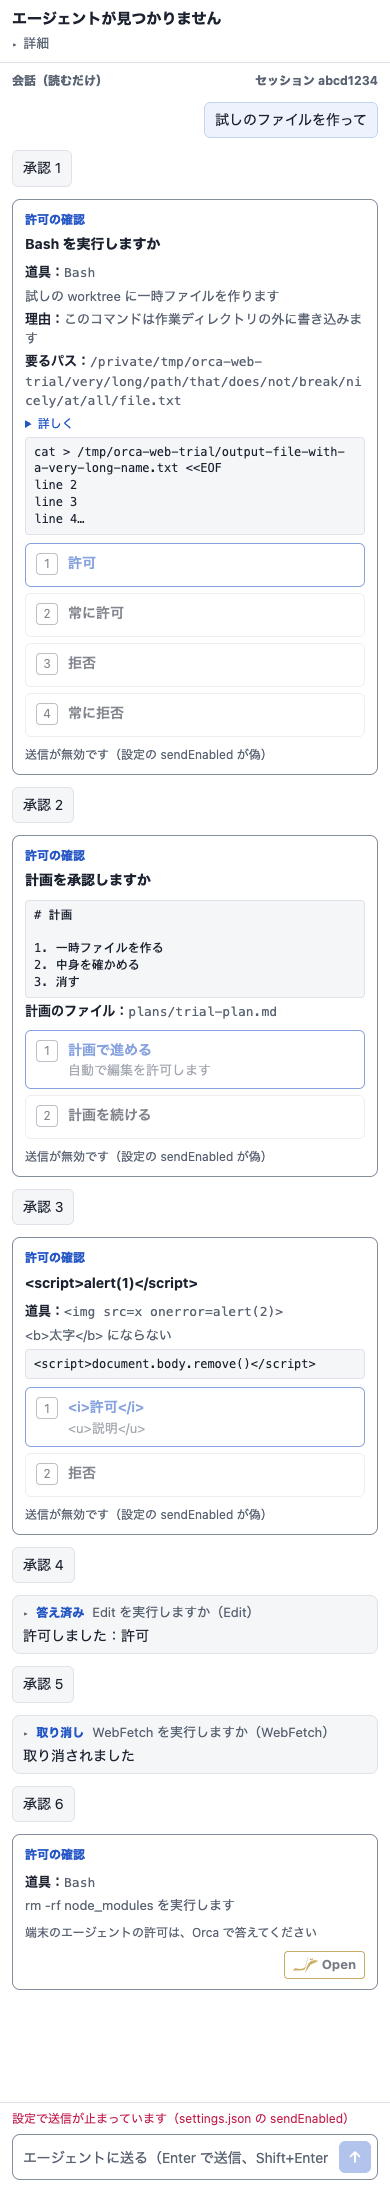 エージェントが見つかりません
詳細
会話（読むだけ） セッション abcd1234
試しのファイルを作って
承認 1
許可の確認
Bash を実行しますか
道具：Bash
試しの worktree に一時ファイルを作ります
理由：このコマンドは作業ディレクトリの外に書き込みま
す
要るパス：/private/tmp/orca-web-
trial/very/long/path/that/does/not/break/ni
cely/at/all/file.txt
詳しく
cat > /tmp/orca-web-trial/output-file-with-
a-very-long-name.txt <<EOF
line 2
line 3
line 4…
1 許可
2 常に許可
3 拒否
4 常に拒否
送信が無効です（設定の sendEnabled が偽）
承認 2
許可の確認
計画を承認しますか
# 計画
1. 一時ファイルを作る
2. 中身を確かめる
3. 消す
計画のファイル：plans/trial-plan.md
1 計画で進める
自動で編集を許可します
2 計画を続ける
送信が無効です（設定の sendEnabled が偽）
承認 3
許可の確認
<script>alert(1)</script>
道具：<img src=x onerror=alert(2)>
<b>太字</b> にならない
<script>document.body.remove()</script>
1 <i>許可</i>
<u>説明</u>
2 拒否
送信が無効です（設定の sendEnabled が偽）
承認 4
答え済み Edit を実行しますか（Edit）
許可しました：許可
承認 5
取り消し WebFetch を実行しますか（WebFetch）
取り消されました
承認 6
許可の確認
道具：Bash
rm -rf node_modules を実行します
端末のエージェントの許可は、Orca で答えてください
Open
設定で送信が止まっています（settings.json の sendEnabled）
エージェントに送る（Enter で送信、Shift+Enter